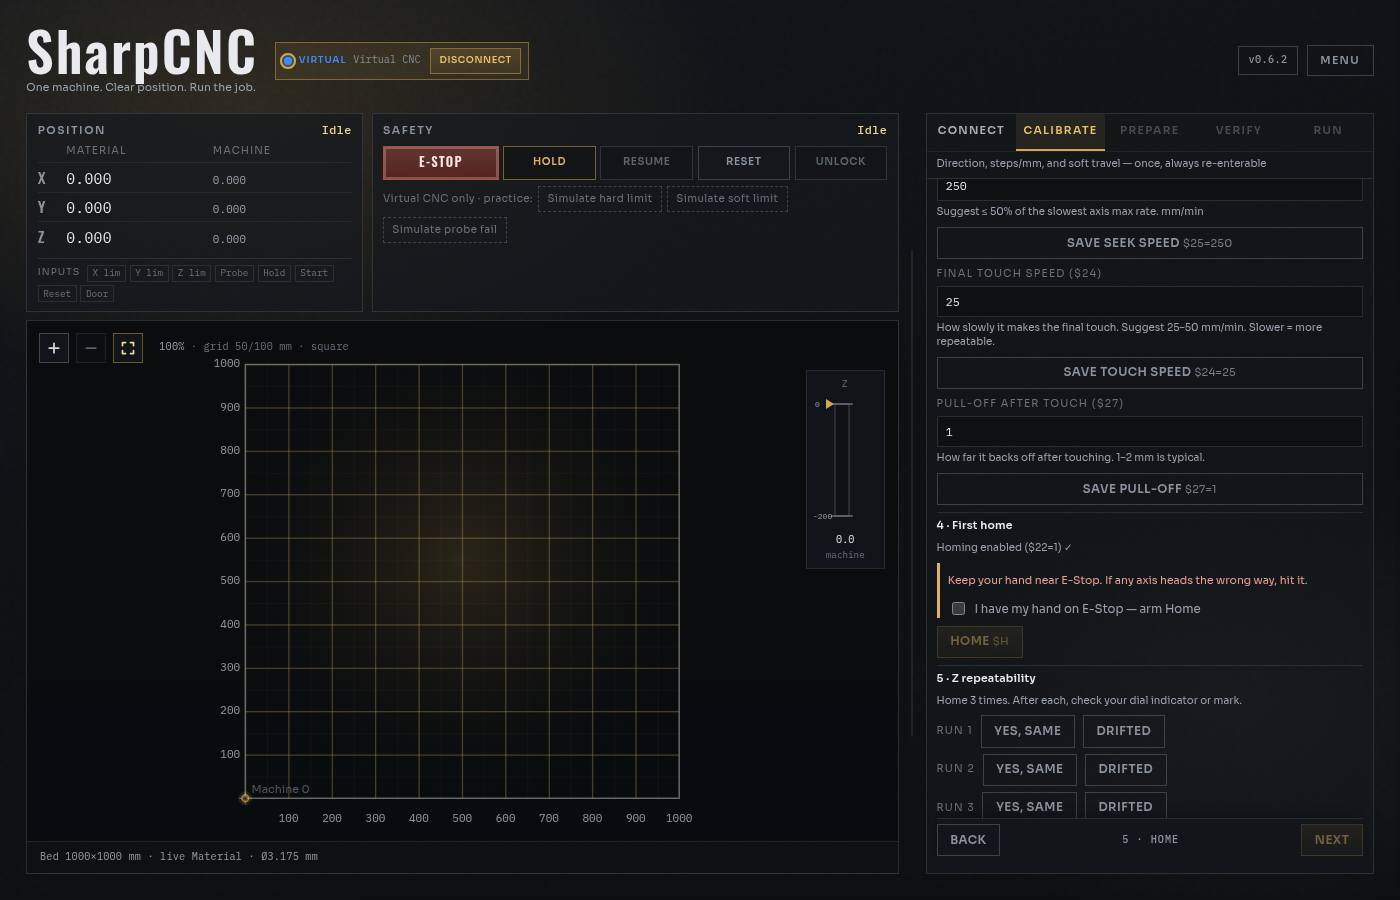 SharpCNC
One machine. Clear position. Run the job.
VIRTUAL Virtual CNC DISCONNECT
v0.6.2 MENU
POSITION Idle
MATERIAL MACHINE
X 0.000 0.000
Y 0.000 0.000
Z 0.000 0.000
INPUTS X lim Y lim Z lim Probe Hold Start
Reset Door
SAFETY Idle
E-STOP HOLD RESUME RESET UNLOCK
Virtual CNC only · practice: Simulate hard limit Simulate soft limit
Simulate probe fail
+ − 100% · grid 50/100 mm · square
1000
900
800
700
600
500
400
300
200
100
Machine 0
100 200 300 400 500 600 700 800 900 1000
Z
0
-200
0.0
machine
Bed 1000×1000 mm · live Material · Ø3.175 mm
CONNECT CALIBRATE PREPARE VERIFY RUN
Direction, steps/mm, and soft travel — once, always re-enterable
250
Suggest ≤ 50% of the slowest axis max rate. mm/min
SAVE SEEK SPEED $25=250
FINAL TOUCH SPEED ($24)
25
How slowly it makes the final touch. Suggest 25–50 mm/min. Slower = more
repeatable.
SAVE TOUCH SPEED $24=25
PULL-OFF AFTER TOUCH ($27)
1
How far it backs off after touching. 1–2 mm is typical.
SAVE PULL-OFF $27=1
4 · First home
Homing enabled ($22=1) ✓
Keep your hand near E-Stop. If any axis heads the wrong way, hit it.
I have my hand on E-Stop — arm Home
HOME $H
5 · Z repeatability
Home 3 times. After each, check your dial indicator or mark.
RUN 1 YES, SAME DRIFTED
RUN 2 YES, SAME DRIFTED
RUN 3 YES, SAME DRIFTED
BACK 5 · HOME NEXT